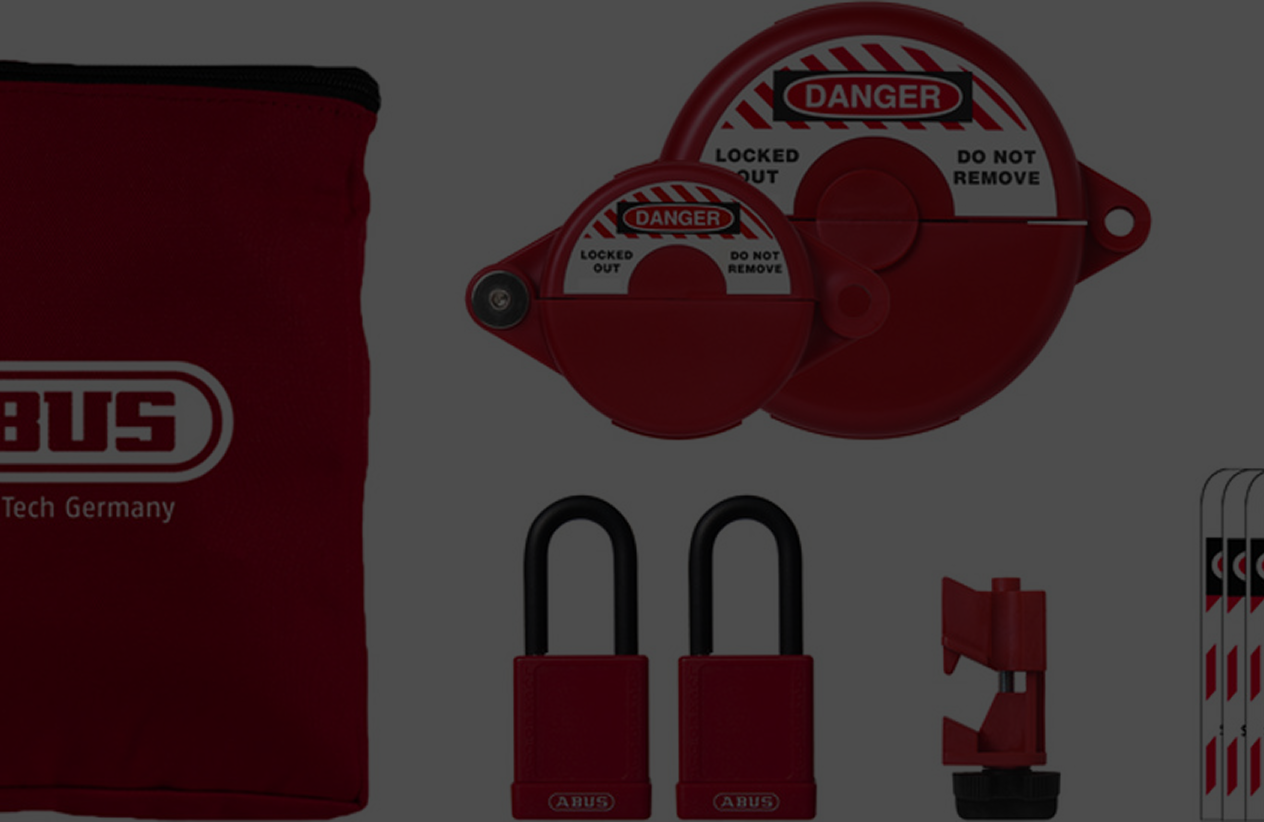 DANGER
LOCKED
OUT
DO NOT
REMOVE
DANGER
LOCKED
OUT
DO NOT
REMOVE
BUS
Tech Germany
ABUS
ABUS